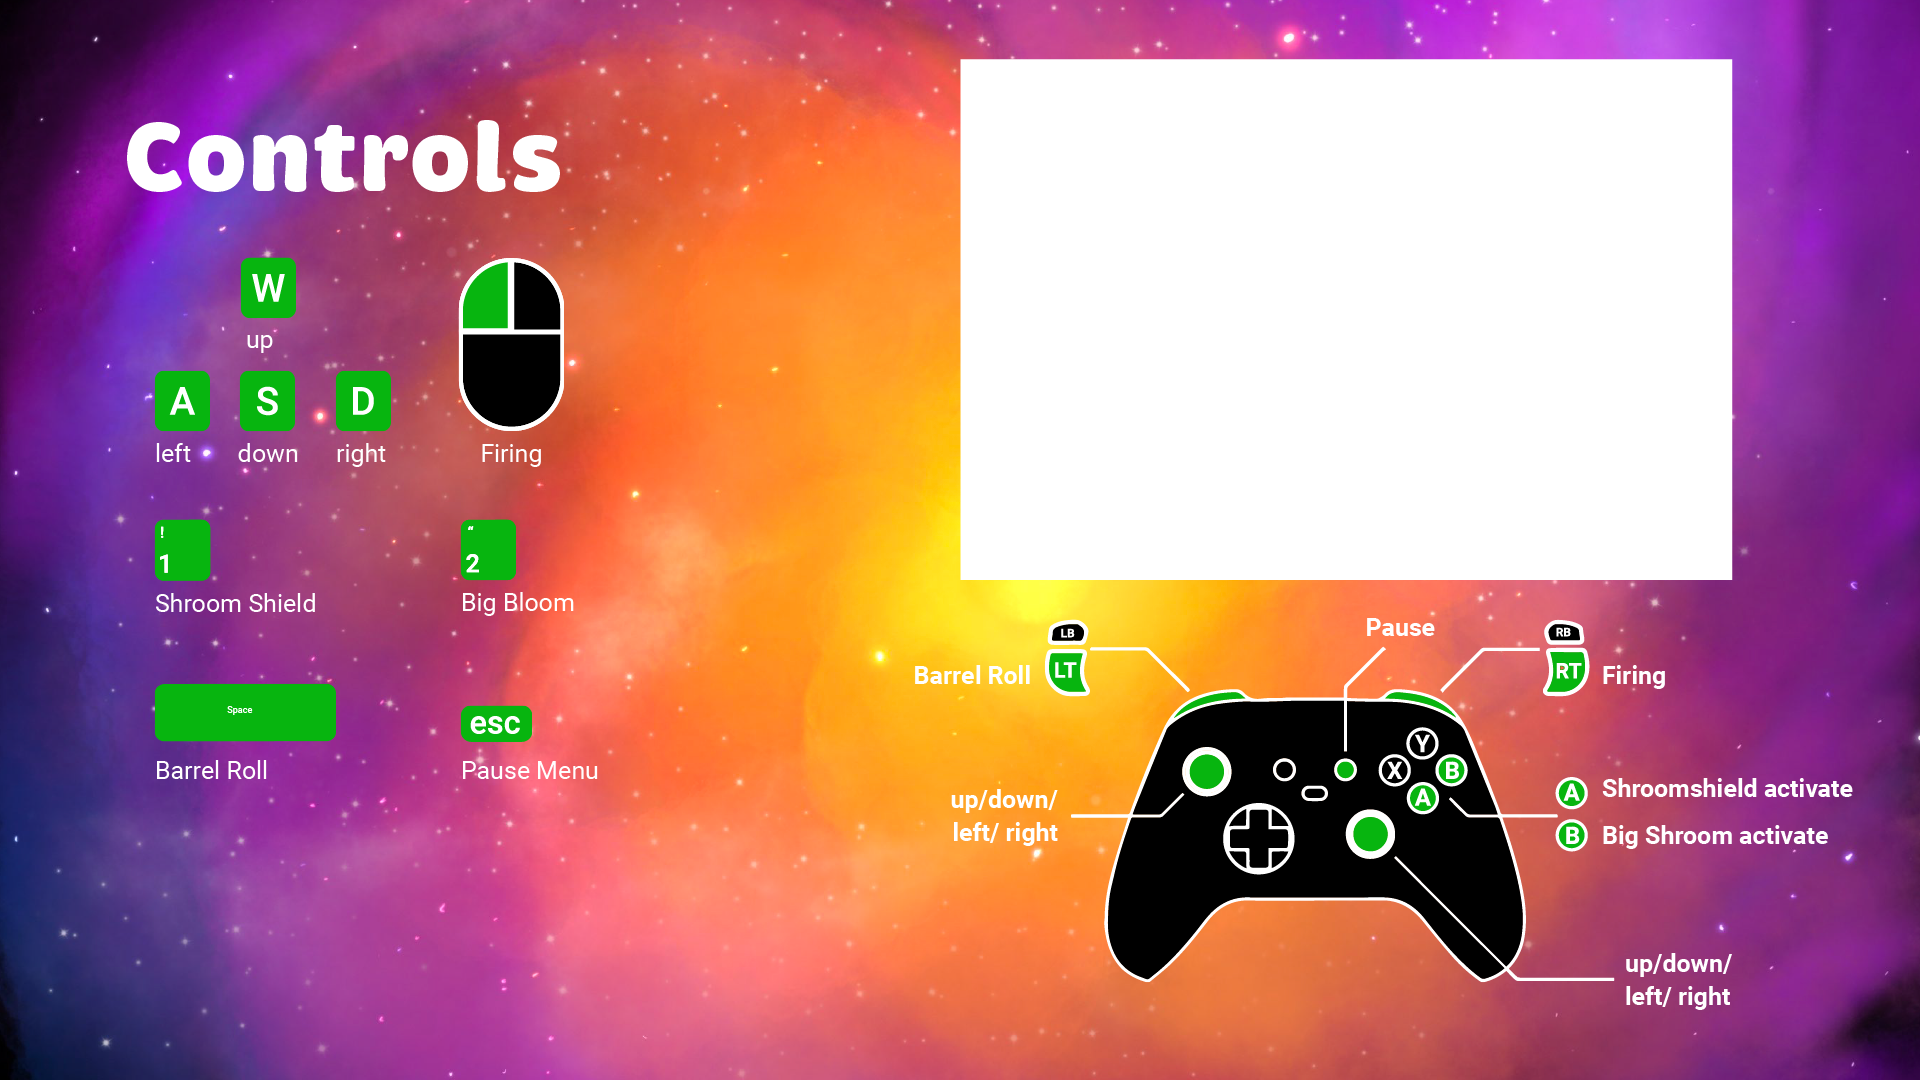 Controls
W
up
A S D
left down right
Firing
! 1
Shroom Shield
“ 2
Big Bloom
Space
Barrel Roll
esc
Pause Menu
LB
LT
Barrel Roll
Pause
RB
RT
Firing
Y
X B
A
up/down/
left/ right
A Shroomshield activate
B Big Shroom activate
up/down/
left/ right